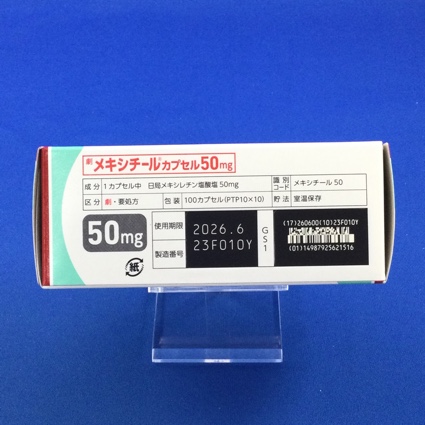 劇 メキシチールカプセル50mg
成分 1カプセル中 日局メキシレチン塩酸塩 50mg 識別コード メキシチール 50
区分 劇・要処方 包装 100カプセル(PTP10×10) 貯法 室温保存
50mg
使用期限 2026.6
製造番号 23F010Y
GS1
(17)260600(10)23F010Y
(01)14987925621516
紙